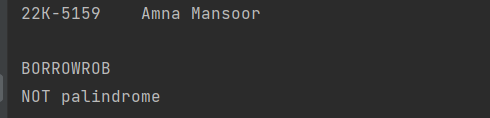 22K-5159    Amna Mansoor
BORROWROB
NOT palindrome